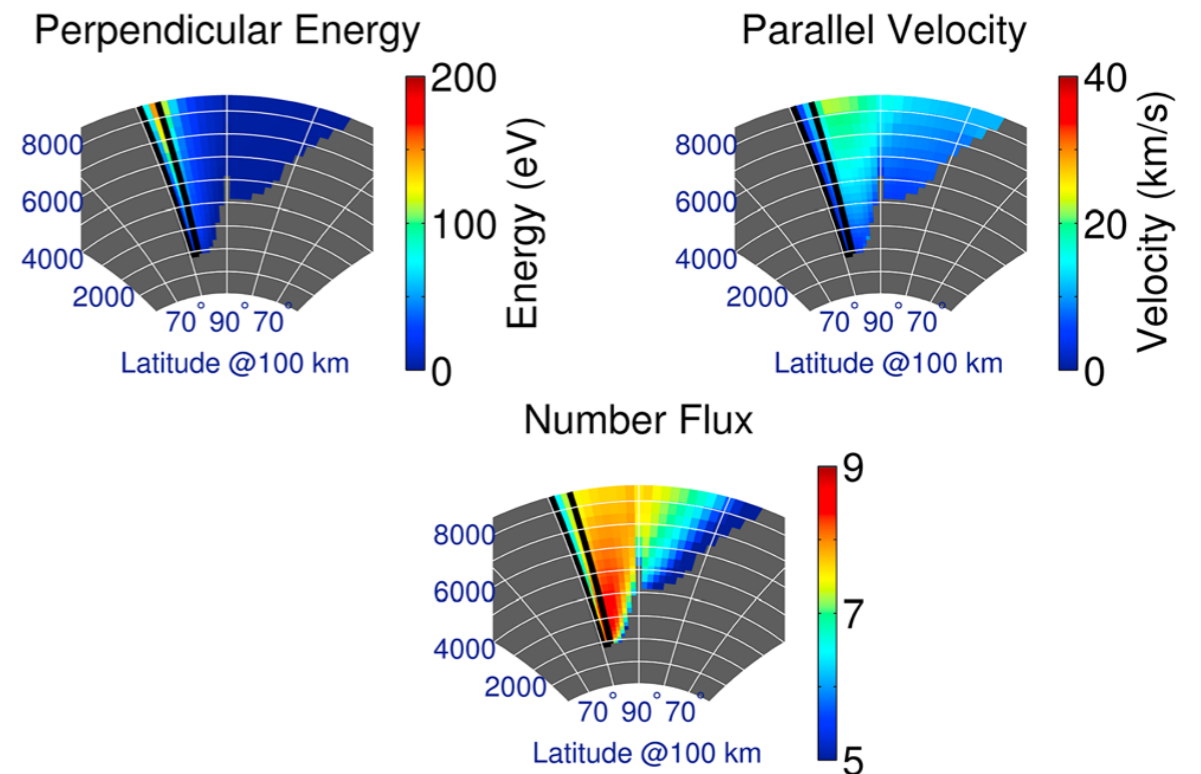 Perpendicular Energy
200
100
0
Energy (eV)
8000
6000
4000
2000
70° 90° 70°
Latitude @100 km
Parallel Velocity
40
20
0
Velocity (km/s)
8000
6000
4000
2000
70° 90° 70°
Latitude @100 km
Number Flux
9
7
5
8000
6000
4000
2000
70° 90° 70°
Latitude @100 km